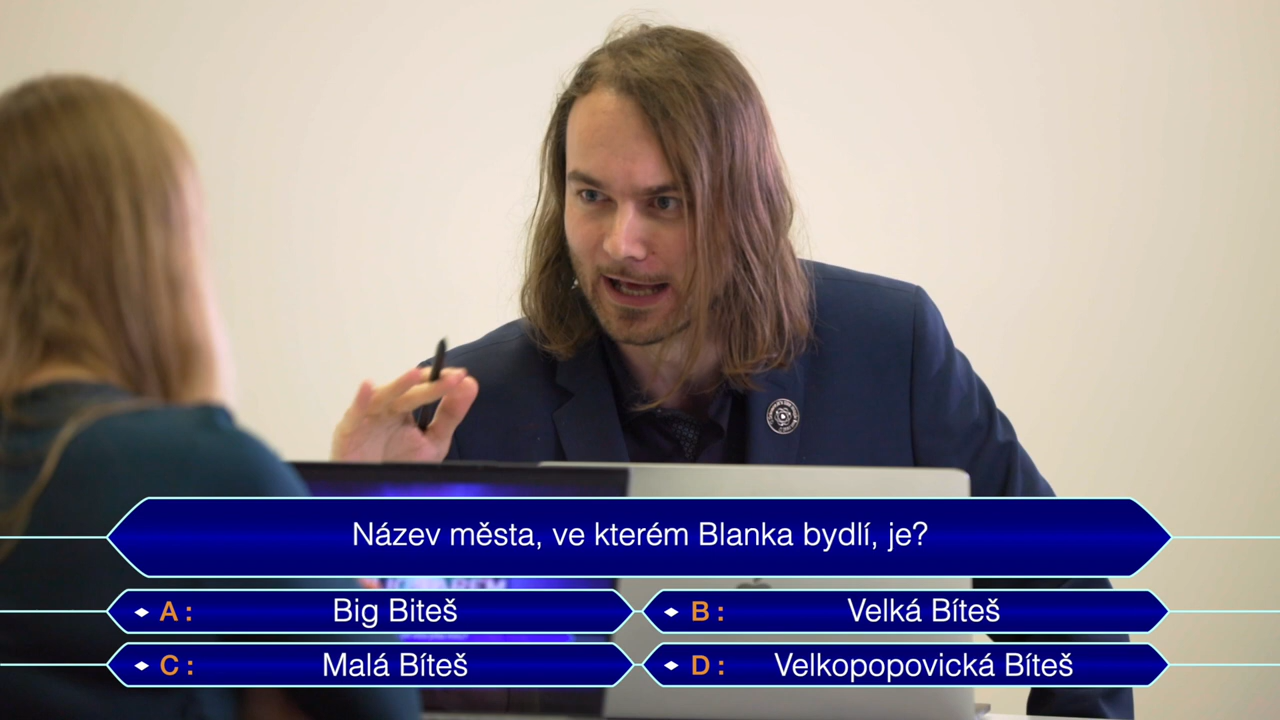 Název města, ve kterém Blanka bydlí, je?
A: Big Biteš
B: Velká Bíteš
C: Malá Bíteš
D: Velkopopovická Bíteš